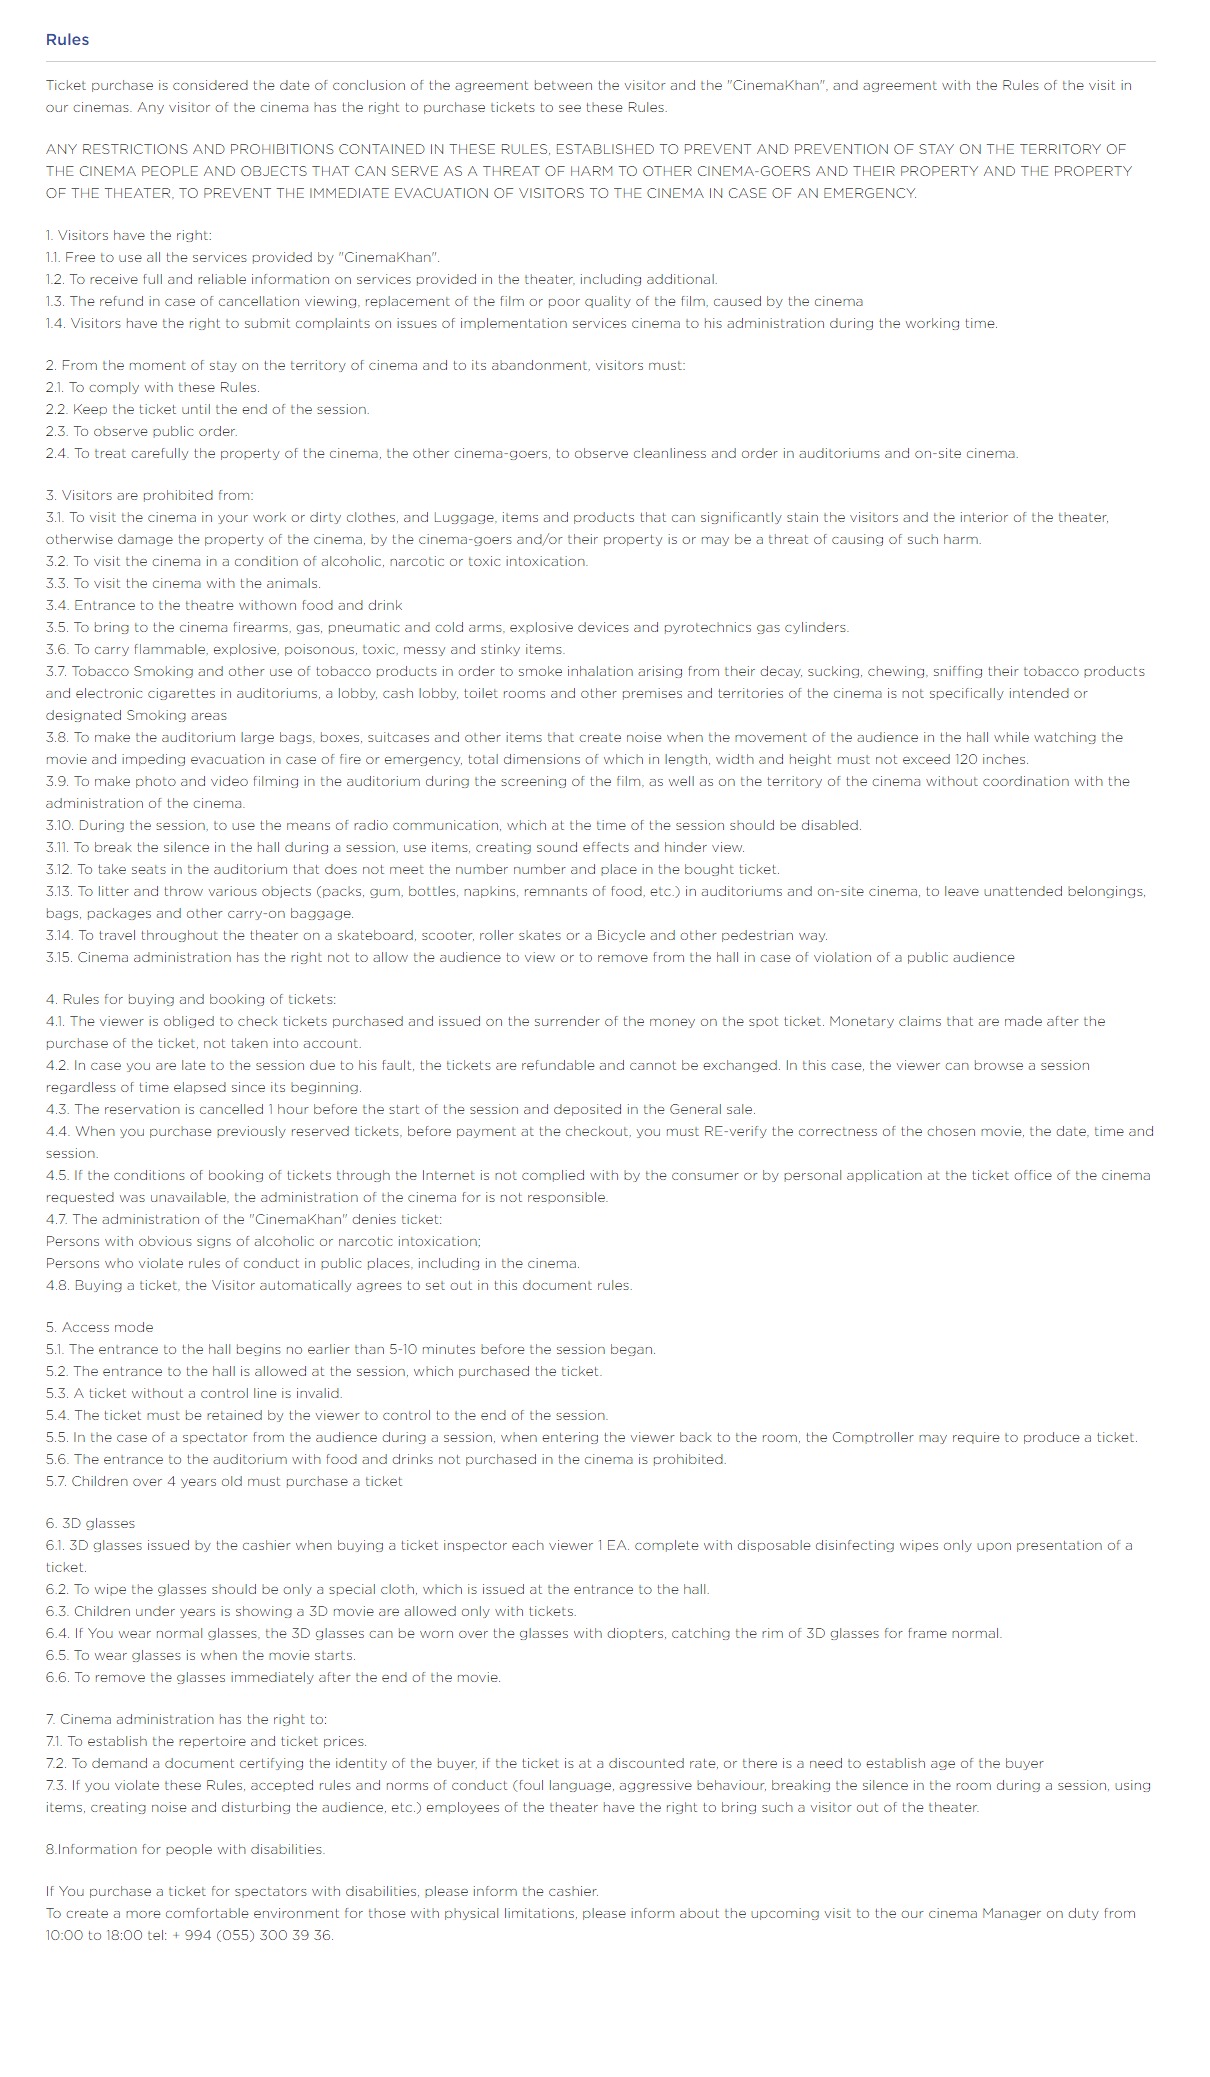 Rules
Ticket purchase is considered the date of conclusion of the agreement between the visitor and the "CinemaKhan", and agreement with the Rules of the visit in
our cinemas. Any visitor of the cinema has the right to purchase tickets to see these Rules.
ANY RESTRICTIONS AND PROHIBITIONS CONTAINED IN THESE RULES, ESTABLISHED TO PREVENT AND PREVENTION OF STAY ON THE TERRITORY OF
THE CINEMA PEOPLE AND OBJECTS THAT CAN SERVE AS A THREAT OF HARM TO OTHER CINEMA-GOERS AND THEIR PROPERTY AND THE PROPERTY
OF THE THEATER, TO PREVENT THE IMMEDIATE EVACUATION OF VISITORS TO THE CINEMA IN CASE OF AN EMERGENCY.
1. Visitors have the right:
1.1. Free to use all the services provided by "CinemaKhan".
1.2. To receive full and reliable information on services provided in the theater, including additional.
1.3. The refund in case of cancellation viewing, replacement of the film or poor quality of the film, caused by the cinema
1.4. Visitors have the right to submit complaints on issues of implementation services cinema to his administration during the working time.
2. From the moment of stay on the territory of cinema and to its abandonment, visitors must:
2.1. To comply with these Rules.
2.2. Keep the ticket until the end of the session.
2.3. To observe public order.
2.4. To treat carefully the property of the cinema, the other cinema-goers, to observe cleanliness and order in auditoriums and on-site cinema.
3. Visitors are prohibited from:
3.1. To visit the cinema in your work or dirty clothes, and Luggage, items and products that can significantly stain the visitors and the interior of the theater,
otherwise damage the property of the cinema, by the cinema-goers and/or their property is or may be a threat of causing of such harm.
3.2. To visit the cinema in a condition of alcoholic, narcotic or toxic intoxication.
3.3. To visit the cinema with the animals.
3.4. Entrance to the theatre withown food and drink
3.5. To bring to the cinema firearms, gas, pneumatic and cold arms, explosive devices and pyrotechnics gas cylinders.
3.6. To carry flammable, explosive, poisonous, toxic, messy and stinky items.
3.7. Tobacco Smoking and other use of tobacco products in order to smoke inhalation arising from their decay, sucking, chewing, sniffing their tobacco products
and electronic cigarettes in auditoriums, a lobby, cash lobby, toilet rooms and other premises and territories of the cinema is not specifically intended or
designated Smoking areas
3.8. To make the auditorium large bags, boxes, suitcases and other items that create noise when the movement of the audience in the hall while watching the
movie and impeding evacuation in case of fire or emergency, total dimensions of which in length, width and height must not exceed 120 inches.
3.9. To make photo and video filming in the auditorium during the screening of the film, as well as on the territory of the cinema without coordination with the
administration of the cinema.
3.10. During the session, to use the means of radio communication, which at the time of the session should be disabled.
3.11. To break the silence in the hall during a session, use items, creating sound effects and hinder view.
3.12. To take seats in the auditorium that does not meet the number number and place in the bought ticket.
3.13. To litter and throw various objects (packs, gum, bottles, napkins, remnants of food, etc.) in auditoriums and on-site cinema, to leave unattended belongings,
bags, packages and other carry-on baggage.
3.14. To travel throughout the theater on a skateboard, scooter, roller skates or a Bicycle and other pedestrian way.
3.15. Cinema administration has the right not to allow the audience to view or to remove from the hall in case of violation of a public audience
4. Rules for buying and booking of tickets:
4.1. The viewer is obliged to check tickets purchased and issued on the surrender of the money on the spot ticket. Monetary claims that are made after the
purchase of the ticket, not taken into account.
4.2. In case you are late to the session due to his fault, the tickets are refundable and cannot be exchanged. In this case, the viewer can browse a session
regardless of time elapsed since its beginning.
4.3. The reservation is cancelled 1 hour before the start of the session and deposited in the General sale.
4.4. When you purchase previously reserved tickets, before payment at the checkout, you must RE-verify the correctness of the chosen movie, the date, time and
session.
4.5. If the conditions of booking of tickets through the Internet is not complied with by the consumer or by personal application at the ticket office of the cinema
requested was unavailable, the administration of the cinema for is not responsible.
4.7. The administration of the "CinemaKhan" denies ticket:
Persons with obvious signs of alcoholic or narcotic intoxication;
Persons who violate rules of conduct in public places, including in the cinema.
4.8. Buying a ticket, the Visitor automatically agrees to set out in this document rules.
5. Access mode
5.1. The entrance to the hall begins no earlier than 5-10 minutes before the session began.
5.2. The entrance to the hall is allowed at the session, which purchased the ticket.
5.3. A ticket without a control line is invalid.
5.4. The ticket must be retained by the viewer to control to the end of the session.
5.5. In the case of a spectator from the audience during a session, when entering the viewer back to the room, the Comptroller may require to produce a ticket.
5.6. The entrance to the auditorium with food and drinks not purchased in the cinema is prohibited.
5.7. Children over 4 years old must purchase a ticket
6. 3D glasses
6.1. 3D glasses issued by the cashier when buying a ticket inspector each viewer 1 EA. complete with disposable disinfecting wipes only upon presentation of a
ticket.
6.2. To wipe the glasses should be only a special cloth, which is issued at the entrance to the hall.
6.3. Children under years is showing a 3D movie are allowed only with tickets.
6.4. If You wear normal glasses, the 3D glasses can be worn over the glasses with diopters, catching the rim of 3D glasses for frame normal.
6.5. To wear glasses is when the movie starts.
6.6. To remove the glasses immediately after the end of the movie.
7. Cinema administration has the right to:
7.1. To establish the repertoire and ticket prices.
7.2. To demand a document certifying the identity of the buyer, if the ticket is at a discounted rate, or there is a need to establish age of the buyer
7.3. If you violate these Rules, accepted rules and norms of conduct (foul language, aggressive behaviour, breaking the silence in the room during a session, using
items, creating noise and disturbing the audience, etc.) employees of the theater have the right to bring such a visitor out of the theater.
8.Information for people with disabilities.
If You purchase a ticket for spectators with disabilities, please inform the cashier.
To create a more comfortable environment for those with physical limitations, please inform about the upcoming visit to the our cinema Manager on duty from
10:00 to 18:00 tel: + 994 (055) 300 39 36.